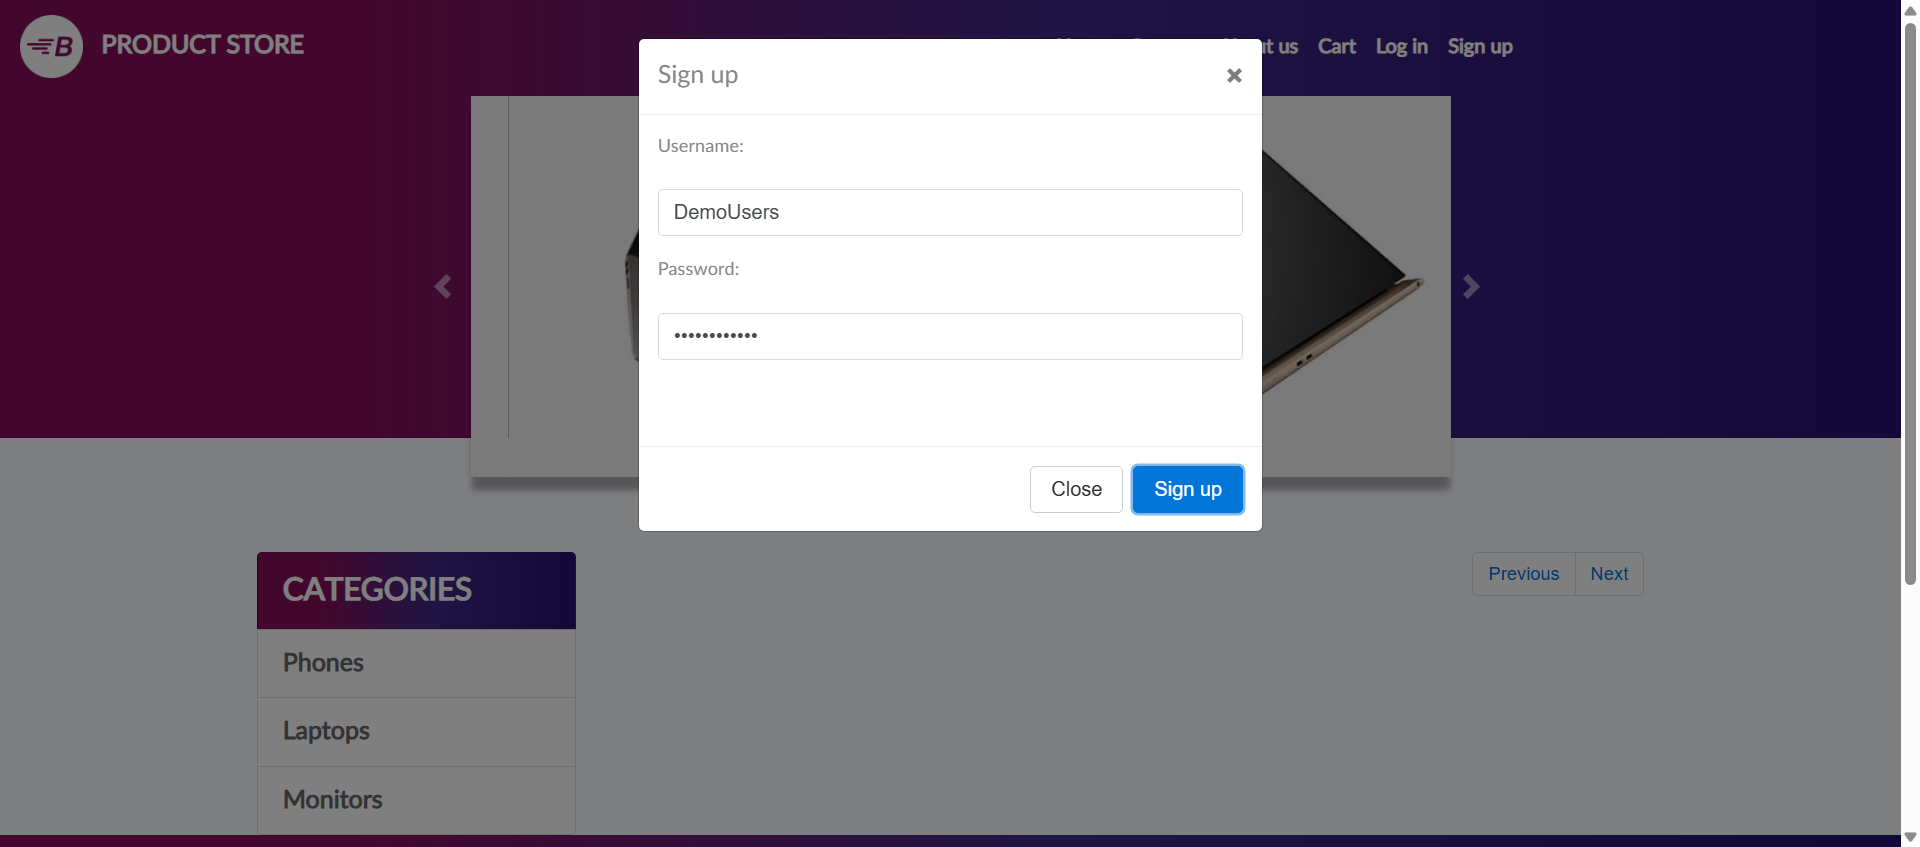 B PRODUCT STORE
t us Cart Log in Sign up
Sign up
×
Username:
DemoUsers
Password:
••••••••••••
Close Sign up
CATEGORIES
Previous Next
Phones
Laptops
Monitors